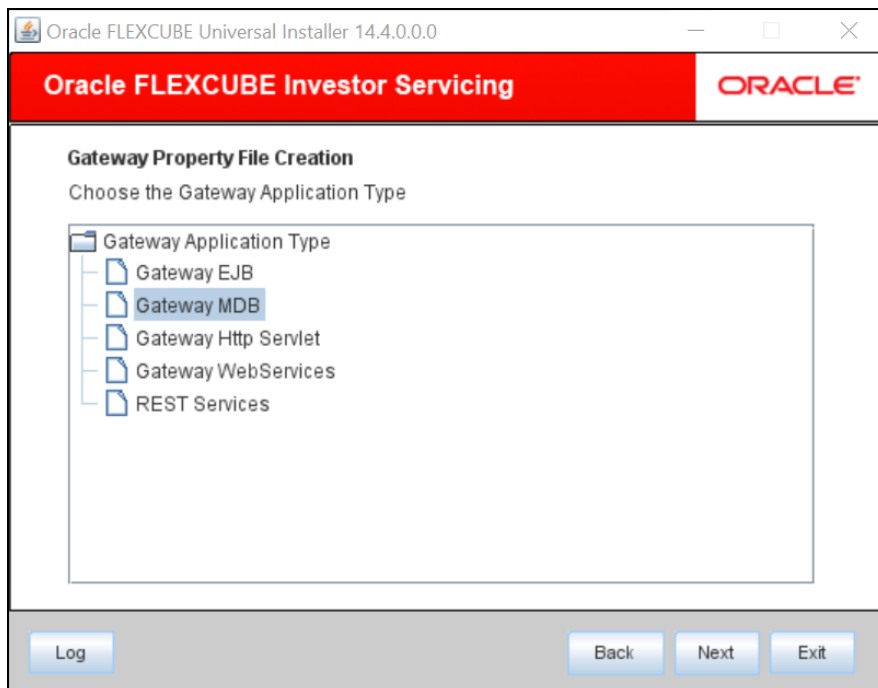 Oracle FLEXCUBE Universal Installer 14.4.0.0.0
Oracle FLEXCUBE Investor Servicing
ORACLE
Gateway Property File Creation
Choose the Gateway Application Type
Gateway Application Type
Gateway EJB
Gateway MDB
Gateway Http Servlet
Gateway WebServices
REST Services
Log Back Next Exit